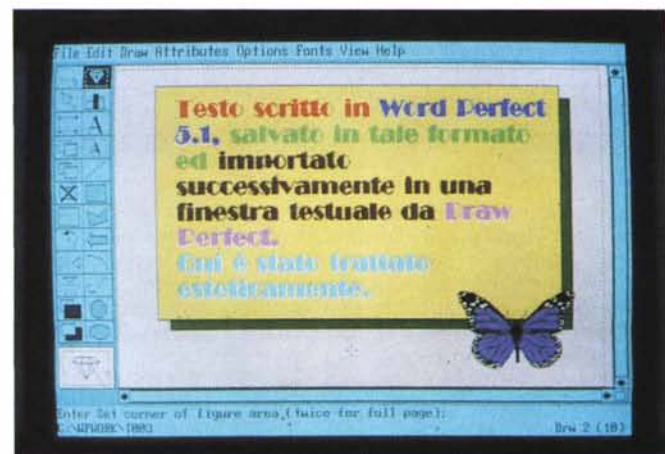 File Edit Draw Attributes Options Fonts View Help
Testo scritto in Word Perfect
5.1, salvato in tale formato
ed importato
successivamente in una
finestra testuale da Draw
Perfect.
Qui è stato trattato
esteticamente.
A
A
Enter Set corner of figure area (twice for full page);
Drw 2 (10)